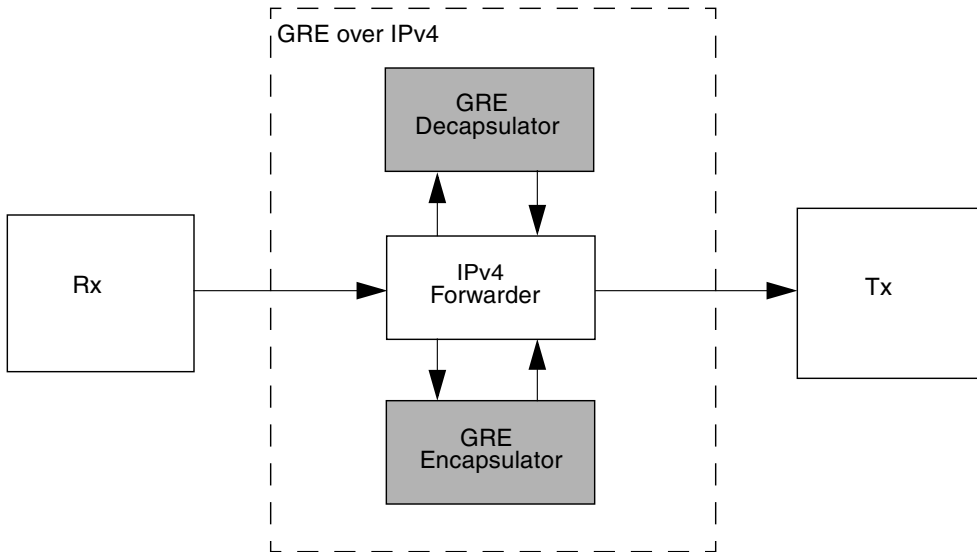 GRE over IPv4
GRE
Decapsulator
Rx
IPv4
Forwarder
Tx
GRE
Encapsulator